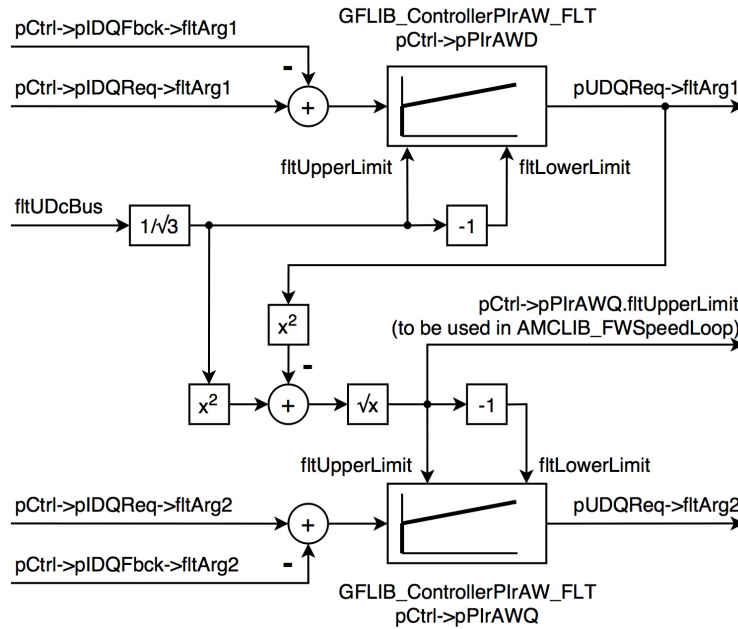 GFLIB_ControllerPIrAW_FLT
pCtrl->pPIrAWD
pCtrl->pIDQFbck->fltArg1
-
pCtrl->pIDQReq->fltArg1
+
pUDQReq->fltArg1
fltUpperLimit
fltLowerLimit
fltUDcBus
1/√3
-1
x²
-
pCtrl->pPIrAWQ.fltUpperLimit
(to be used in AMCLIB_FWSpeedLoop)
x²
+
√x
-1
fltUpperLimit
fltLowerLimit
pCtrl->pIDQReq->fltArg2
+
pUDQReq->fltArg2
-
pCtrl->pIDQFbck->fltArg2
GFLIB_ControllerPIrAW_FLT
pCtrl->pPIrAWQ